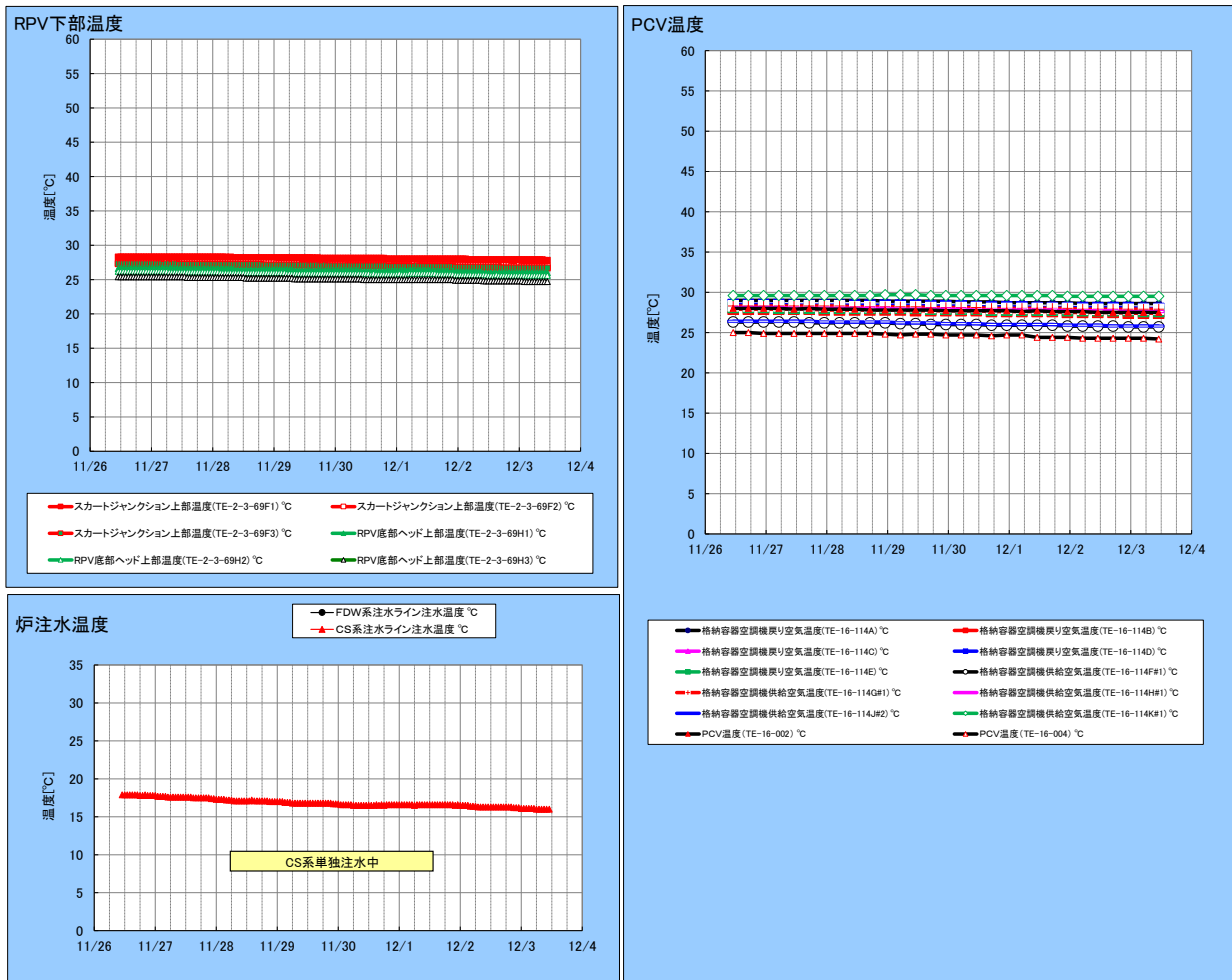 RPV下部温度
60
55
50
45
40
35
30
25
20
15
10
5
0
温度[℃]
11/26 11/27 11/28 11/29 11/30 12/1 12/2 12/3 12/4
スカートジャンクション上部温度(TE-2-3-69F1) ℃ スカートジャンクション上部温度(TE-2-3-69F2) ℃
スカートジャンクション上部温度(TE-2-3-69F3) ℃ RPV底部ヘッド上部温度(TE-2-3-69H1) ℃
RPV底部ヘッド上部温度(TE-2-3-69H2) ℃ RPV底部ヘッド上部温度(TE-2-3-69H3) ℃
炉注水温度
FDW系注水ライン注水温度 ℃
CS系注水ライン注水温度 ℃
35
30
25
20
15
10
5
0
温度[℃]
CS系単独注水中
11/26 11/27 11/28 11/29 11/30 12/1 12/2 12/3 12/4
PCV温度
60
55
50
45
40
35
30
25
20
15
10
5
0
温度[℃]
11/26 11/27 11/28 11/29 11/30 12/1 12/2 12/3 12/4
格納容器空調機戻り空気温度(TE-16-114A) ℃ 格納容器空調機戻り空気温度(TE-16-114B) ℃
格納容器空調機戻り空気温度(TE-16-114C) ℃ 格納容器空調機戻り空気温度(TE-16-114D) ℃
格納容器空調機戻り空気温度(TE-16-114E) ℃ 格納容器空調機供給空気温度(TE-16-114F#1) ℃
格納容器空調機供給空気温度(TE-16-114G#1) ℃ 格納容器空調機供給空気温度(TE-16-114H#1) ℃
格納容器空調機供給空気温度(TE-16-114J#2) ℃ 格納容器空調機供給空気温度(TE-16-114K#1) ℃
PCV温度(TE-16-002) ℃ PCV温度(TE-16-004) ℃